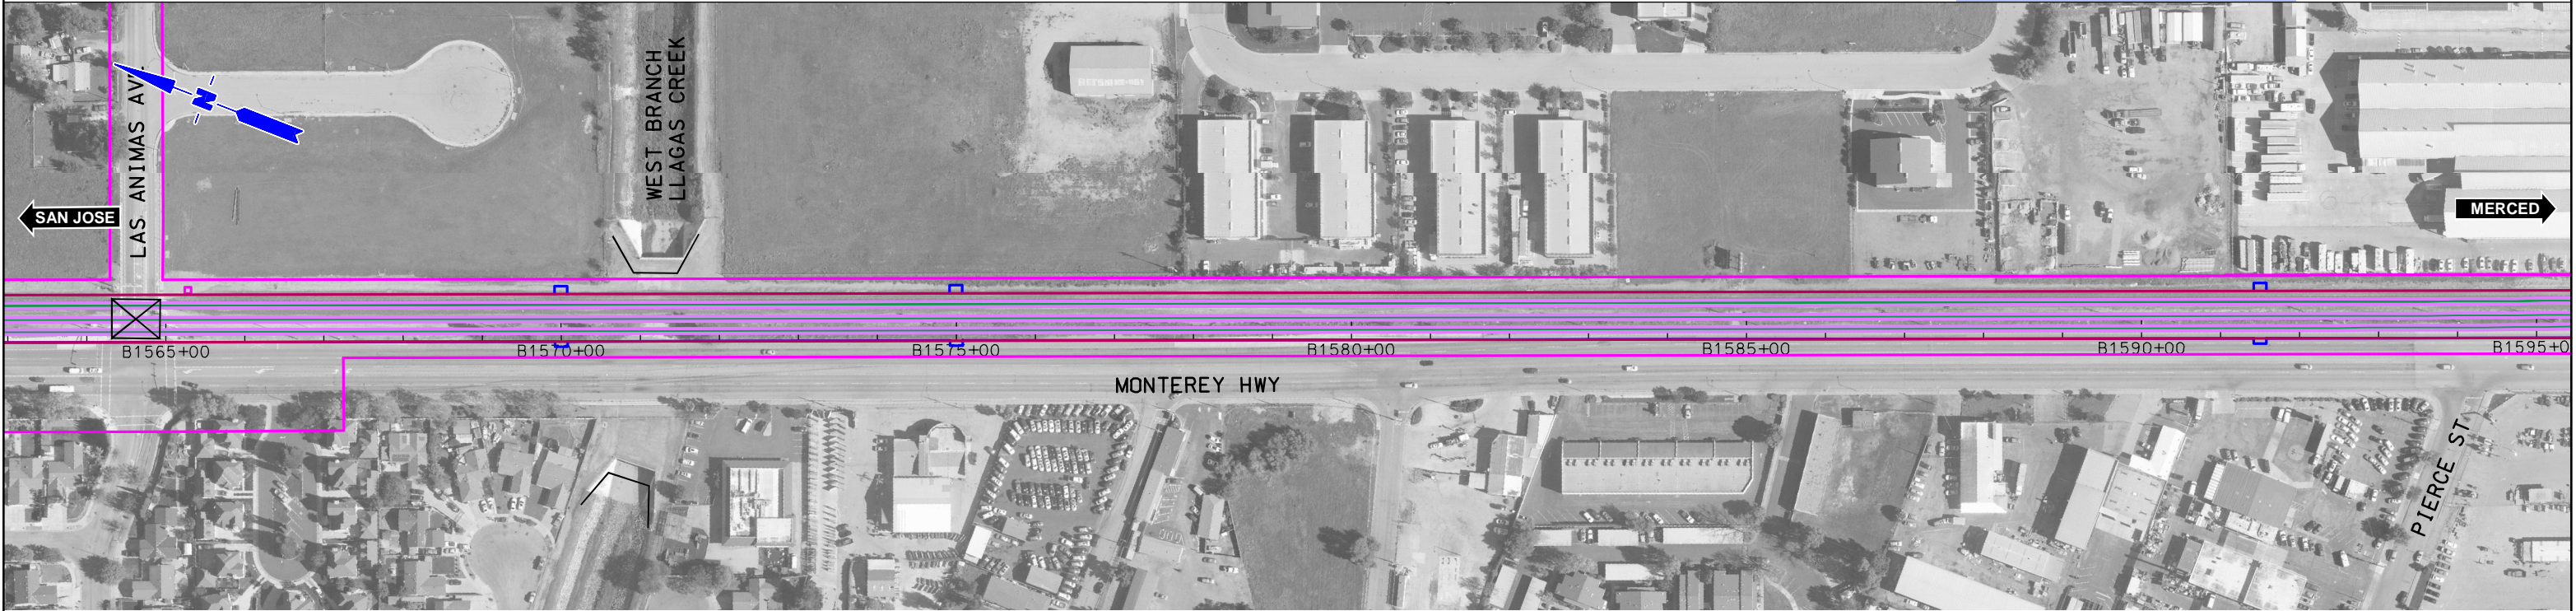 LAS ANIMAS AVE.
N
WEST BRANCH
LLAGAS CREEK
SAN JOSE
MERCED
B1565+00
B1570+00
B1575+00
B1580+00
B1585+00
B1590+00
B1595+0
MONTEREY HWY
PIERCE ST.